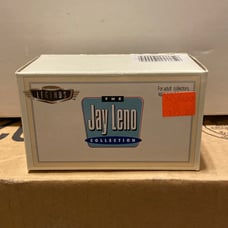 LEGENDS
For adult collectors.
THE
Jay Leno
COLLECTION